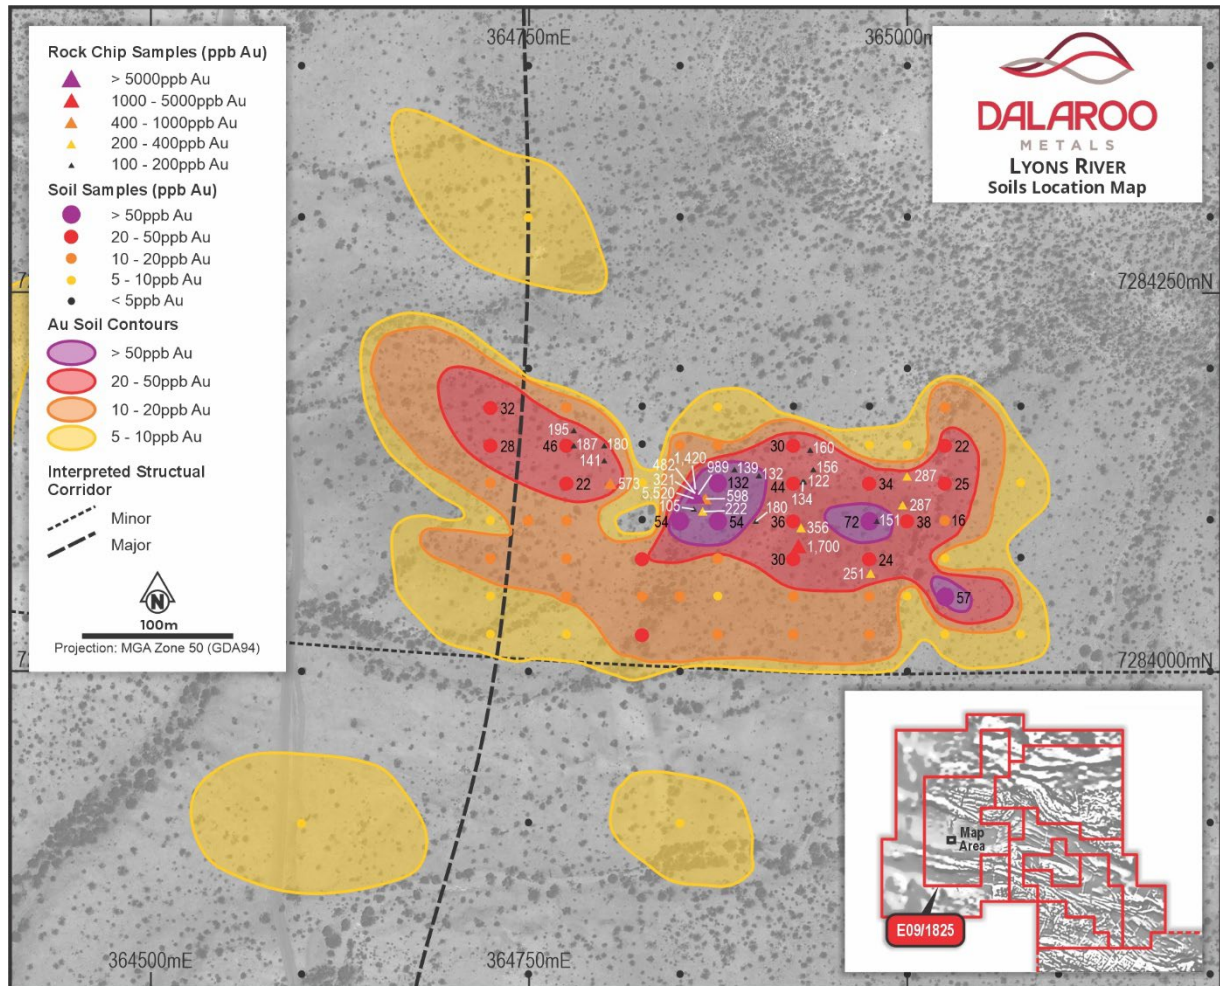 364750mE
365000m
Rock Chip Samples (ppb Au)
> 5000ppb Au
1000 - 5000ppb Au
400 - 1000ppb Au
200 - 400ppb Au
100 - 200ppb Au
Soil Samples (ppb Au)
> 50ppb Au
20 - 50ppb Au
10 - 20ppb Au
5 - 10ppb Au
< 5ppb Au
Au Soil Contours
> 50ppb Au
20 - 50ppb Au
10 - 20ppb Au
5 - 10ppb Au
Interpreted Structual
Corridor
Minor
Major
N
100m
Projection: MGA Zone 50 (GDA94)
DALAROO
METALS
LYONS RIVER
Soils Location Map
7
7284250mN
32
195
28
46
187
180
141
22
573
482
1,420
321
5,520
989
139
132
132
598
105
222
54
54
180
30
160
156
44
122
134
36
356
30
1,700
34
287
287
72
151
38
24
251
22
25
16
57
7
7284000mN
Map
Area
E09/1825
364500mE
364750mE